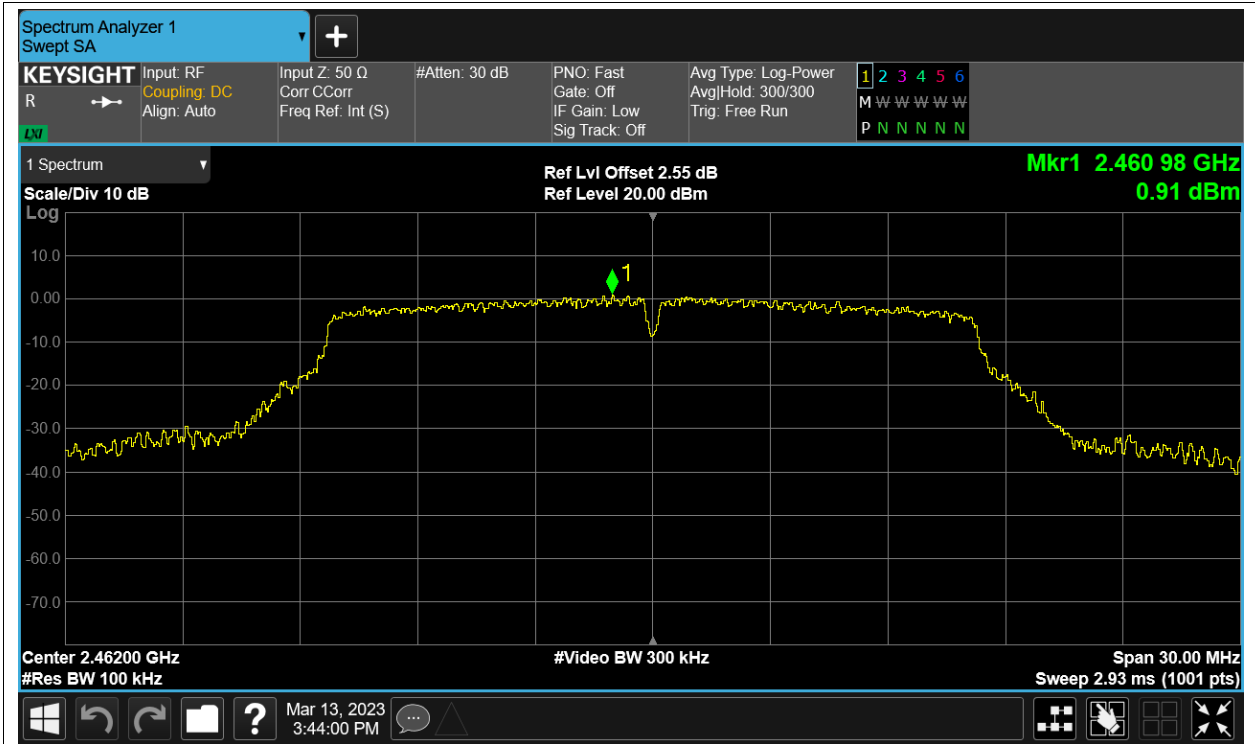 Spectrum Analyzer 1
Swept SA
KEYSIGHT
R
LXI
Input: RF
Coupling: DC
Align: Auto
Input Z: 50 Ω
Corr CCorr
Freq Ref: Int (S)
#Atten: 30 dB
PNO: Fast
Gate: Off
IF Gain: Low
Sig Track: Off
Avg Type: Log-Power
Avg|Hold: 300/300
Trig: Free Run
1 2 3 4 5 6
M W W W W W
P N N N N N
1 Spectrum
Scale/Div 10 dB
Log
Ref Lvl Offset 2.55 dB
Ref Level 20.00 dBm
Mkr1 2.460 98 GHz
0.91 dBm
1
10.0
0.00
-10.0
-20.0
-30.0
-40.0
-50.0
-60.0
-70.0
Center 2.46200 GHz
#Res BW 100 kHz
#Video BW 300 kHz
Span 30.00 MHz
Sweep 2.93 ms (1001 pts)
?
Mar 13, 2023
3:44:00 PM